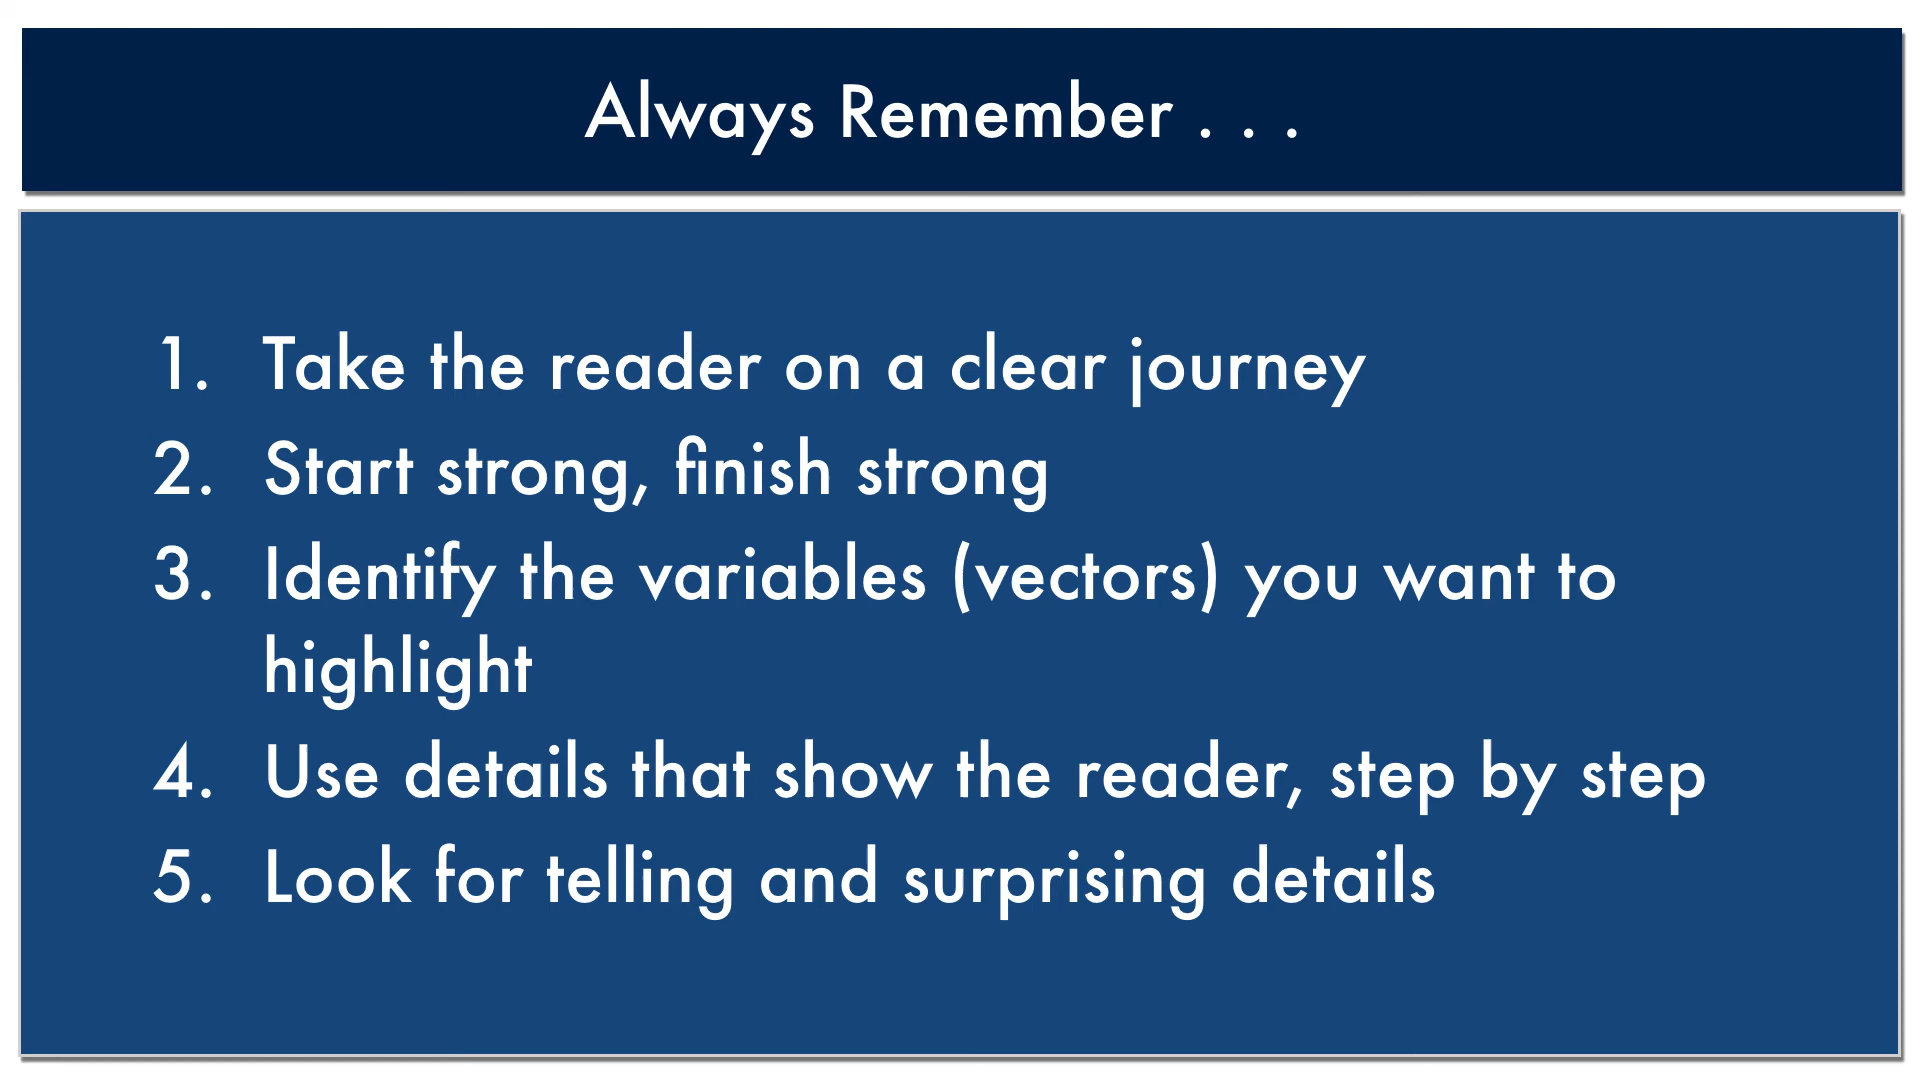 Always Remember . . .
1. Take the reader on a clear journey
2. Start strong, finish strong
3. Identify the variables (vectors) you want to
highlight
4. Use details that show the reader, step by step
5. Look for telling and surprising details